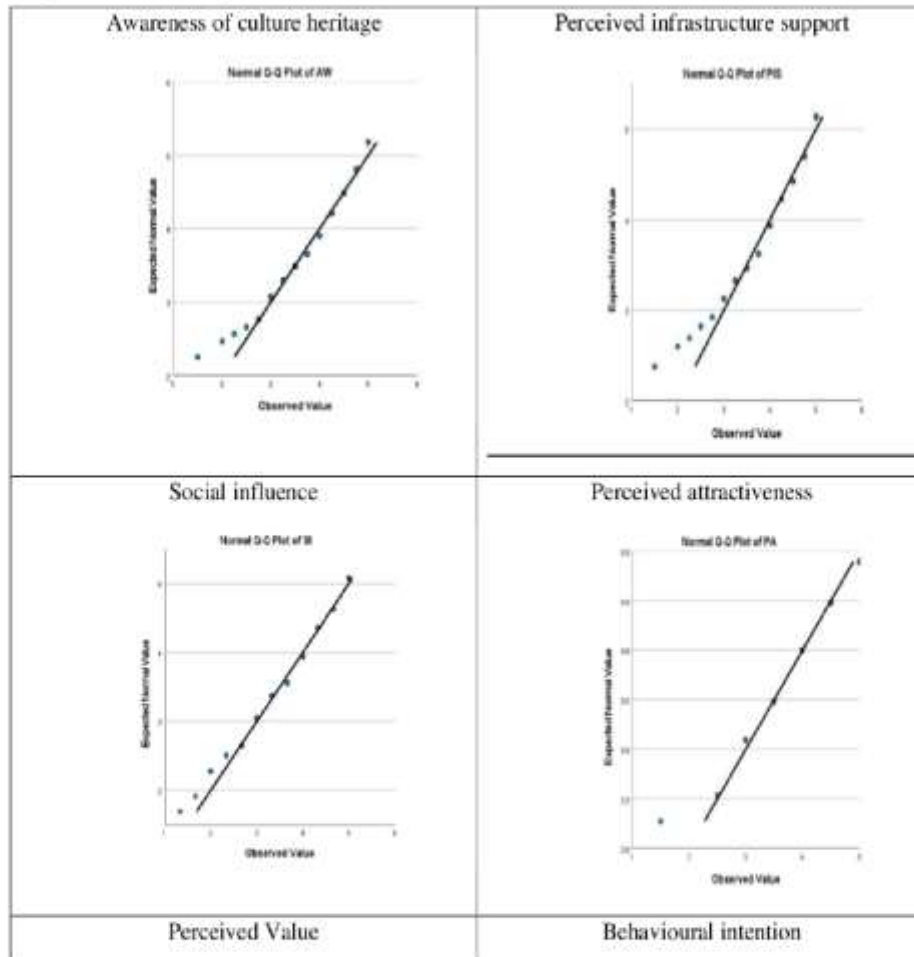 Awareness of culture heritage
Normal Q-Q Plot of AW
Expected Normal Value
Observed Value
Perceived infrastructure support
Normal Q-Q Plot of PIS
Expected Normal Value
Observed Value
Social influence
Normal Q-Q Plot of
Expected Normal Value
Observed Value
Perceived attractiveness
Normal Q-Q Plot of PA
Expected Normal Value
Observed Value
Perceived Value
Behavioural intention